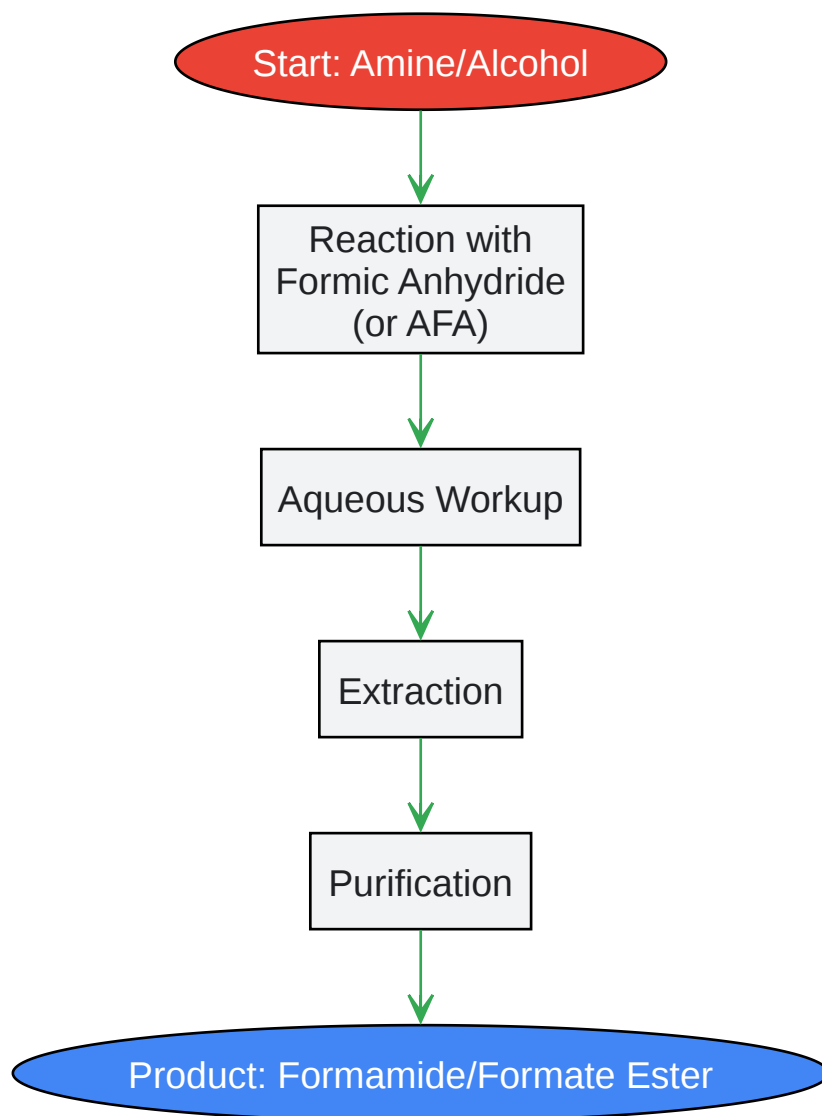 Start: Amine/Alcohol
Reaction with
Formic Anhydride
(or AFA)
Aqueous Workup
Extraction
Purification
Product: Formamide/Formate Ester